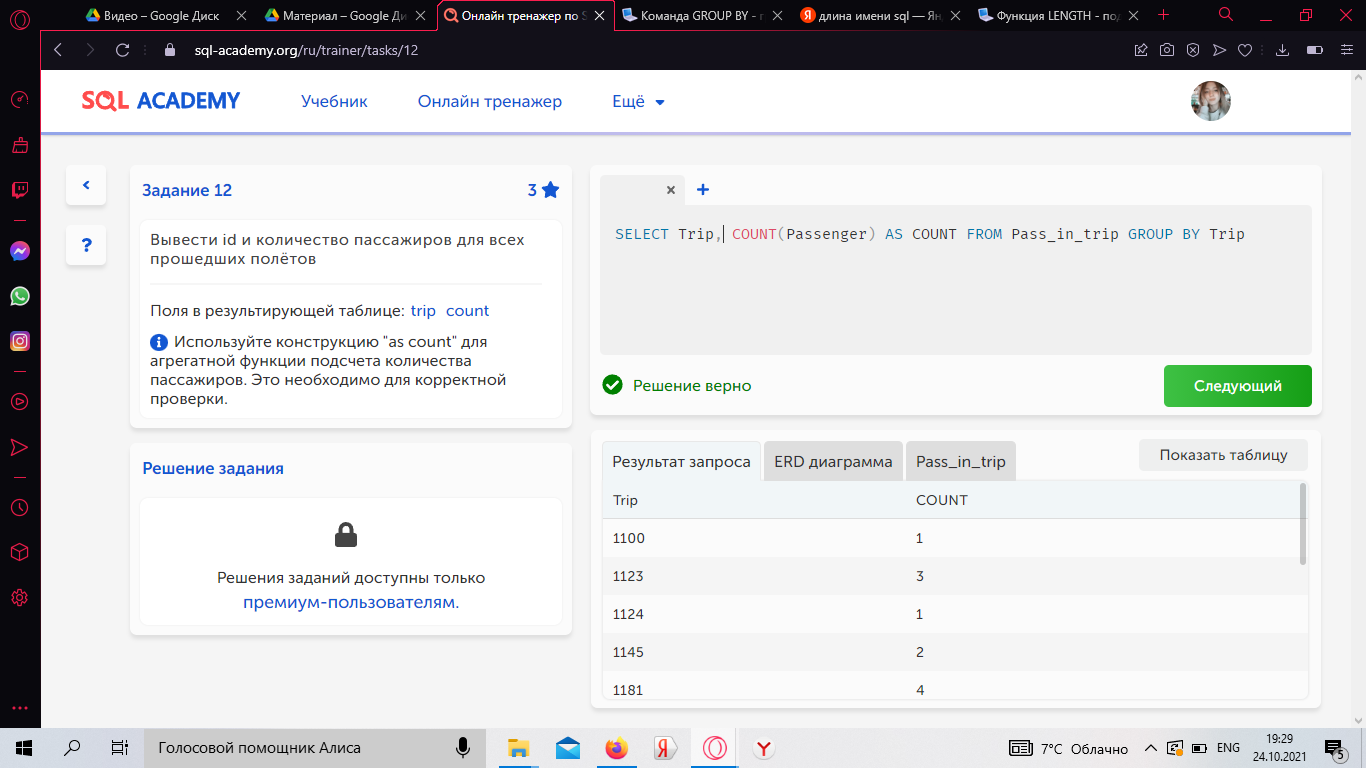 Видео – Google Диск
Материал – Google Ди
Онлайн тренажер по S
Команда GROUP BY - п
длина имени sql — Ян
Функция LENGTH - под
sql-academy.org/ru/trainer/tasks/12
SQL ACADEMY
Учебник
Онлайн тренажер
Ещё
Задание 12
3
Вывести id и количество пассажиров для всех
прошедших полётов
Поля в результирующей таблице: trip count
Используйте конструкцию "as count" для
агрегатной функции подсчета количества
пассажиров. Это необходимо для корректной
проверки.
Решение задания
Решения заданий доступны только
премиум-пользователям.
SELECT Trip, COUNT(Passenger) AS COUNT FROM Pass_in_trip GROUP BY Trip
Решение верно
Следующий
Результат запроса
ERD диаграмма
Pass_in_trip
Показать таблицу
Trip COUNT
1100 1
1123 3
1124 1
1145 2
1181 4
Голосовой помощник Алиса
7°C Облачно
ENG
19:29
24.10.2021
5